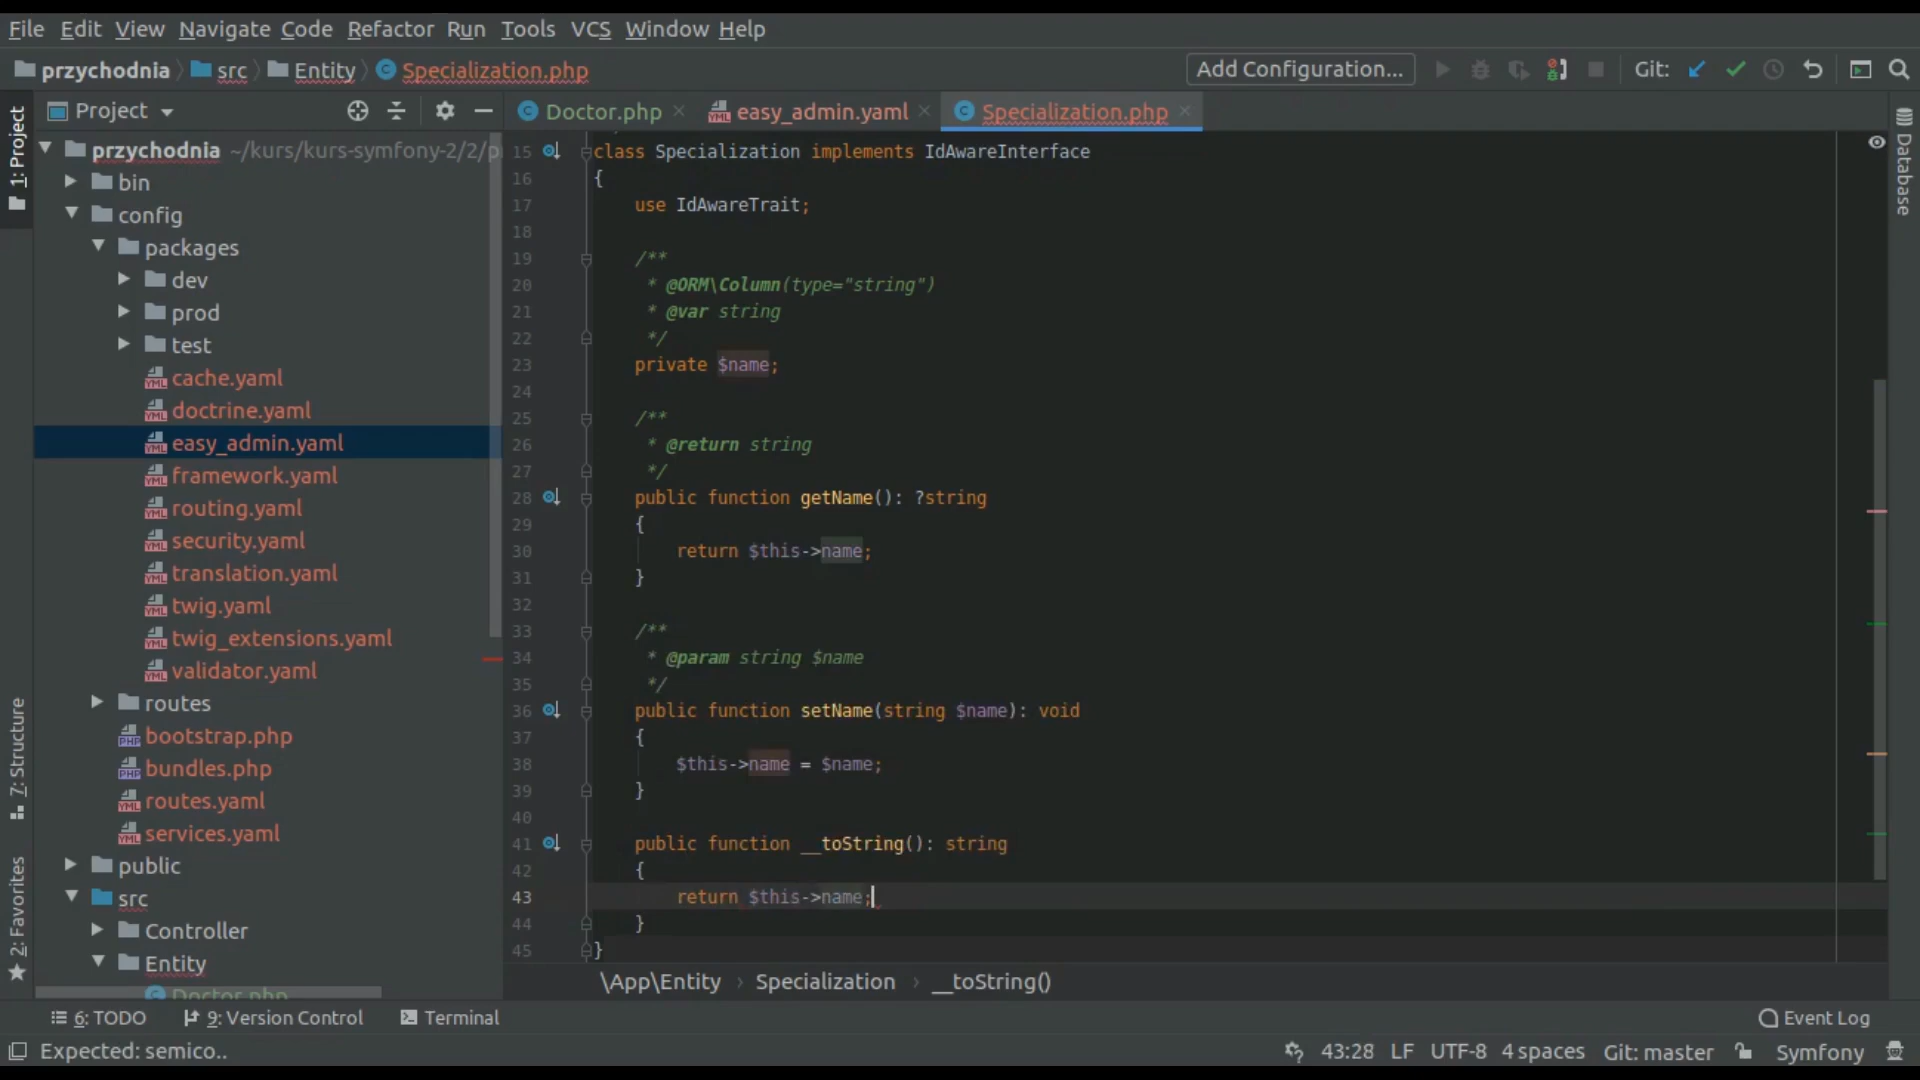 File Edit View Navigate Code Refactor Run Tools VCS Window Help
przychodnia src Entity Specialization.php Add Configuration... Git:
1: Project
Project
Doctor.php easy_admin.yaml Specialization.php
Database
przychodnia ~/kurs/kurs-symfony-2/2/p
bin
config
packages
dev
prod
test
cache.yaml
doctrine.yaml
easy_admin.yaml
framework.yaml
routing.yaml
security.yaml
translation.yaml
twig.yaml
twig_extensions.yaml
validator.yaml
routes
bootstrap.php
bundles.php
routes.yaml
services.yaml
public
src
Controller
Entity
Doctor.php
7: Structure
2: Favorites
15 class Specialization implements IdAwareInterface
16 {
17 use IdAwareTrait;
18
19 /**
20 * @ORM\Column(type="string")
21 * @var string
22 */
23 private $name;
24
25 /**
26 * @return string
27 */
28 public function getName(): ?string
29 {
30 return $this->name;
31 }
32
33 /**
34 * @param string $name
35 */
36 public function setName(string $name): void
37 {
38 $this->name = $name;
39 }
40
41 public function __toString(): string
42 {
43 return $this->name;
44 }
45 }
\App\Entity › Specialization › __toString()
6: TODO 9: Version Control Terminal Event Log
Expected: semico.. 43:28 LF UTF-8 4 spaces Git: master Symfony